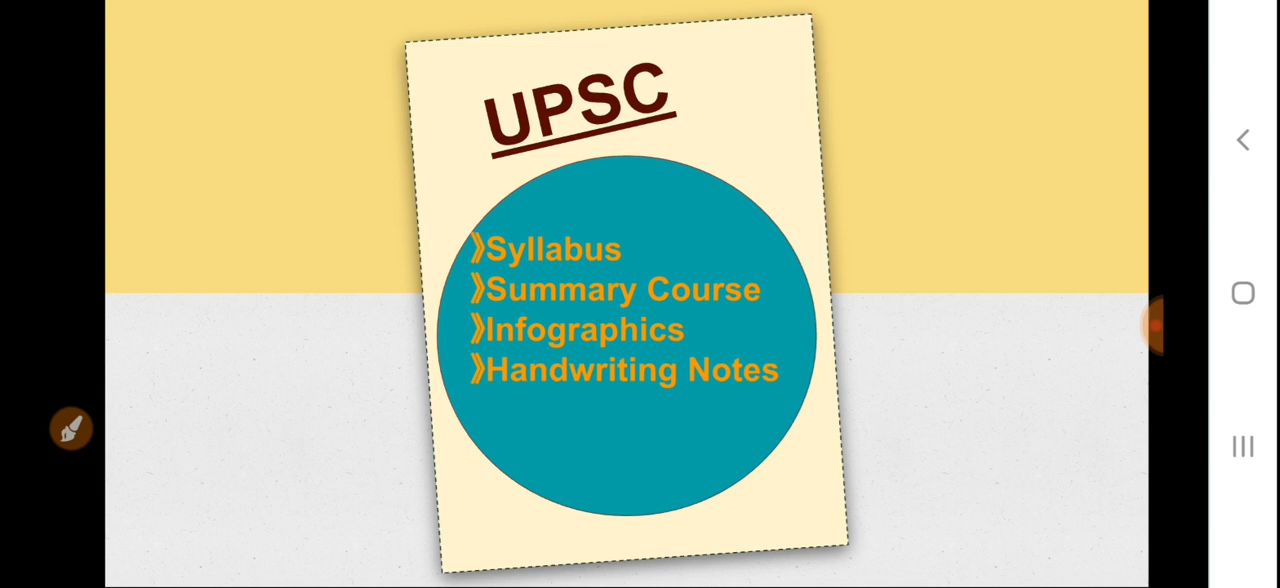 UPSC
》Syllabus
》Summary Course
》Infographics
》Handwriting Notes